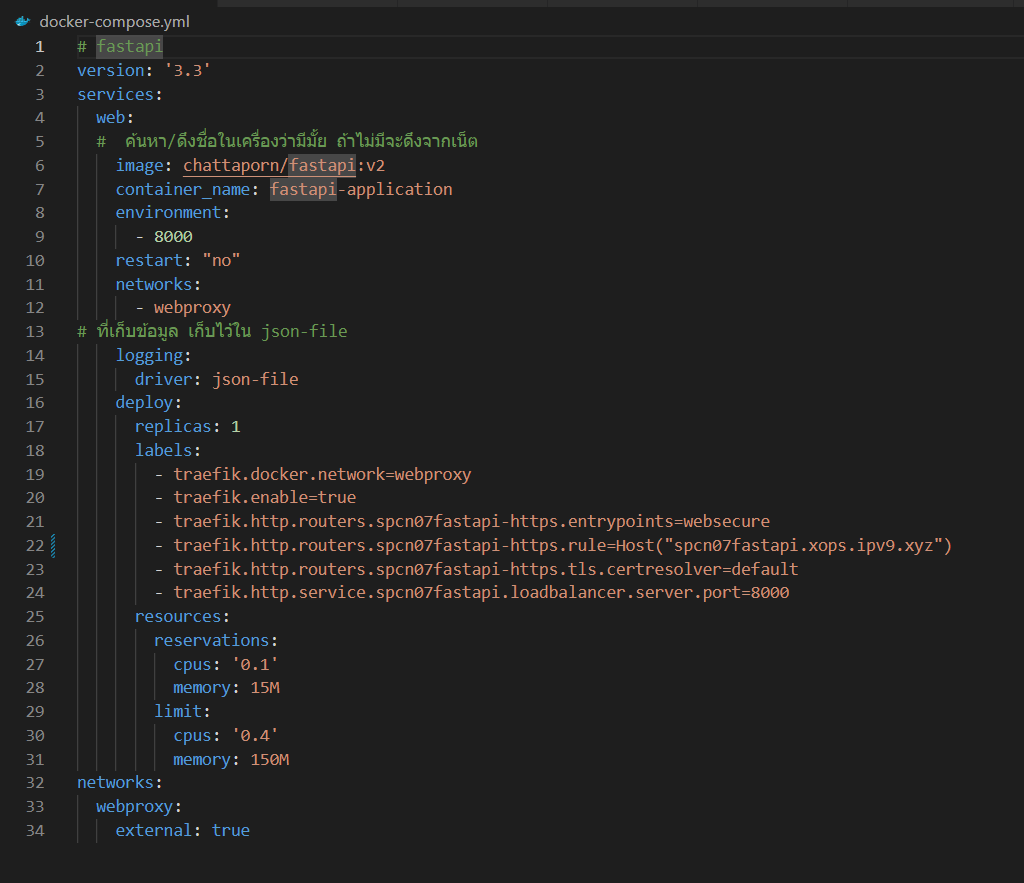 docker-compose.yml
1 # fastapi
2 version: '3.3'
3 services:
4 web:
5 # ค้นหา/ดึงชื่อในเครื่องว่ามีมั้ย ถ้าไม่มีจะดึงจากเน็ต
6 image: chattaporn/fastapi:v2
7 container_name: fastapi-application
8 environment:
9 - 8000
10 restart: "no"
11 networks:
12 - webproxy
13 # ที่เก็บข้อมูล เก็บไว้ใน json-file
14 logging:
15 driver: json-file
16 deploy:
17 replicas: 1
18 labels:
19 - traefik.docker.network=webproxy
20 - traefik.enable=true
21 - traefik.http.routers.spcn07fastapi-https.entrypoints=websecure
22 - traefik.http.routers.spcn07fastapi-https.rule=Host("spcn07fastapi.xops.ipv9.xyz")
23 - traefik.http.routers.spcn07fastapi-https.tls.certresolver=default
24 - traefik.http.service.spcn07fastapi.loadbalancer.server.port=8000
25 resources:
26 reservations:
27 cpus: '0.1'
28 memory: 15M
29 limit:
30 cpus: '0.4'
31 memory: 150M
32 networks:
33 webproxy:
34 external: true